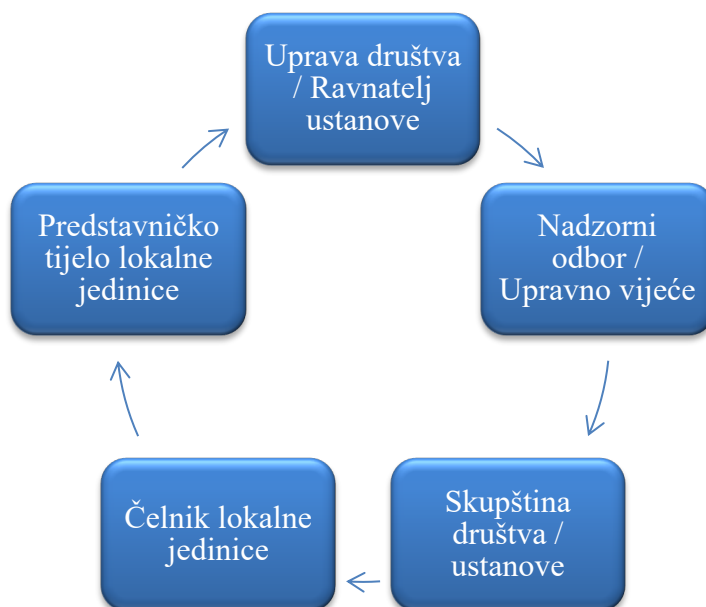 Uprava društva
/ Ravnatelj
ustanove
Nadzorni
odbor /
Upravno vijeće
Skupština
društva /
ustanove
Čelnik lokalne
jedinice
Predstavničko
tijelo lokalne
jedinice